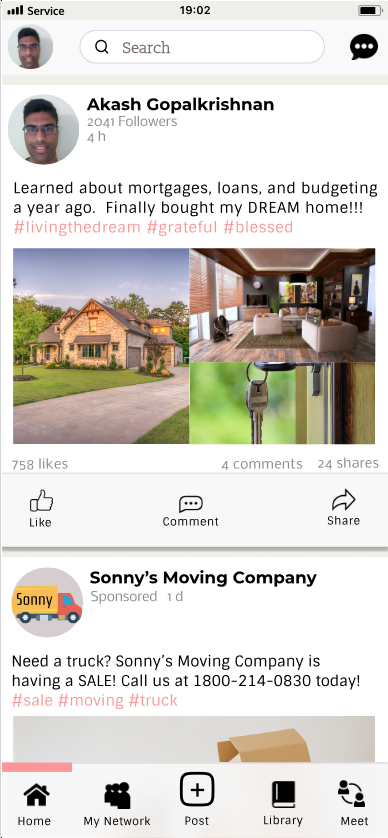 Service 19:02
Search
Akash Gopalkrishnan
2041 Followers
4 h
Learned about mortgages, loans, and budgeting
a year ago. Finally bought my DREAM home!!!
#livingthedream #grateful #blessed
758 likes 4 comments 24 shares
Like Comment Share
Sonny
Sonny's Moving Company
Sponsored 1 d
Need a truck? Sonny's Moving Company is
having a SALE! Call us at 1800-214-0830 today!
#sale #moving #truck
Home My Network Post Library Meet